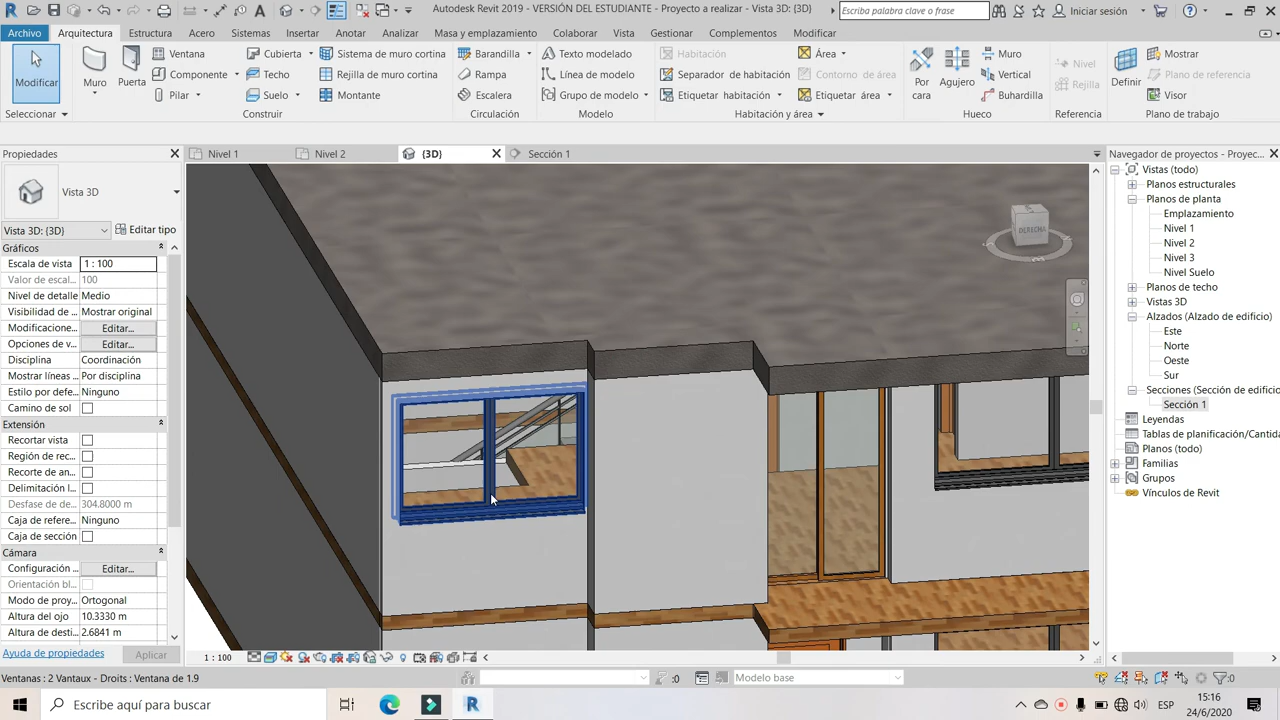 Autodesk Revit 2019 - VERSIÓN DEL ESTUDIANTE - Proyecto a realizar - Vista 3D: {3D}
Escriba palabra clave o frase
Iniciar sesión
Archivo Arquitectura Estructura Acero Sistemas Insertar Anotar Analizar Masa y emplazamiento Colaborar Vista Gestionar Complementos Modificar
Modificar
Muro
Puerta
Ventana
Componente
Pilar
Cubierta
Techo
Suelo
Sistema de muro cortina
Rejilla de muro cortina
Barandilla
Rampa
Escalera
Texto modelado
Línea de modelo
Grupo de modelo
Habitación
Separador de habitación
Etiquetar habitación
Área
Contorno de área
Etiquetar área
Por cara
Agujero
Muro
Vertical
Buhardilla
Nivel
Rejilla
Definir
Mostrar
Plano de referencia
Visor
Seleccionar Construir Circulación Modelo Habitación y área Hueco Referencia Plano de trabajo
Propiedades
Nivel 1 Nivel 2 {3D} Sección 1
Navegador de proyectos - Proyec...
Vista 3D
Vista 3D: {3D} Editar tipo
Gráficos
Escala de vista 1 : 100
Valor de escal... 100
Nivel de detalle Medio
Visibilidad de ... Mostrar original
Modificacione... Editar...
Opciones de v... Editar...
Disciplina Coordinación
Mostrar líneas ... Por disciplina
Estilo por defe... Ninguno
Camino de sol
Extensión
Recortar vista
Región de rec...
Recorte de an...
Delimitación l...
Desfase de de... 304.8000 m
Caja de refere... Ninguno
Caja de sección
Cámara
Configuración ... Editar...
Orientación bl...
Modo de proy... Ortogonal
Altura del ojo 10.3330 m
Altura de desti... 2.6841 m
Ayuda de propiedades Aplicar
DERECHA
Vistas (todo)
Planos estructurales
Planos de planta
Emplazamiento
Nivel 1
Nivel 2
Nivel 3
Nivel Suelo
Planos de techo
Vistas 3D
Alzados (Alzado de edificio)
Este
Norte
Oeste
Sur
Secciones (Sección de edificio
Sección 1
Leyendas
Tablas de planificación/Cantida
Planos (todo)
Familias
Grupos
Vínculos de Revit
1 : 100
Ventanas : 2 Vantaux - Droits : Ventana de 1.9
:0
Modelo base
:0
Escribe aquí para buscar
ESP
15:16
24/6/2020